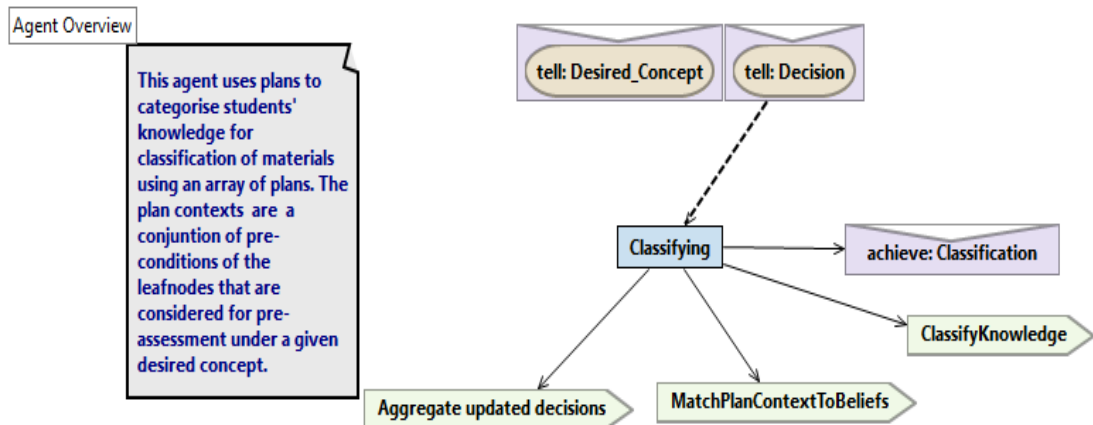 Agent Overview
This agent uses plans to
categorise students'
knowledge for
classification of materials
using an array of plans. The
plan contexts are a
conjuntion of pre-
conditions of the
leafnodes that are
considered for pre-
assessment under a given
desired concept.
tell: Desired_Concept
tell: Decision
Classifying
achieve: Classification
ClassifyKnowledge
MatchPlanContextToBeliefs
Aggregate updated decisions